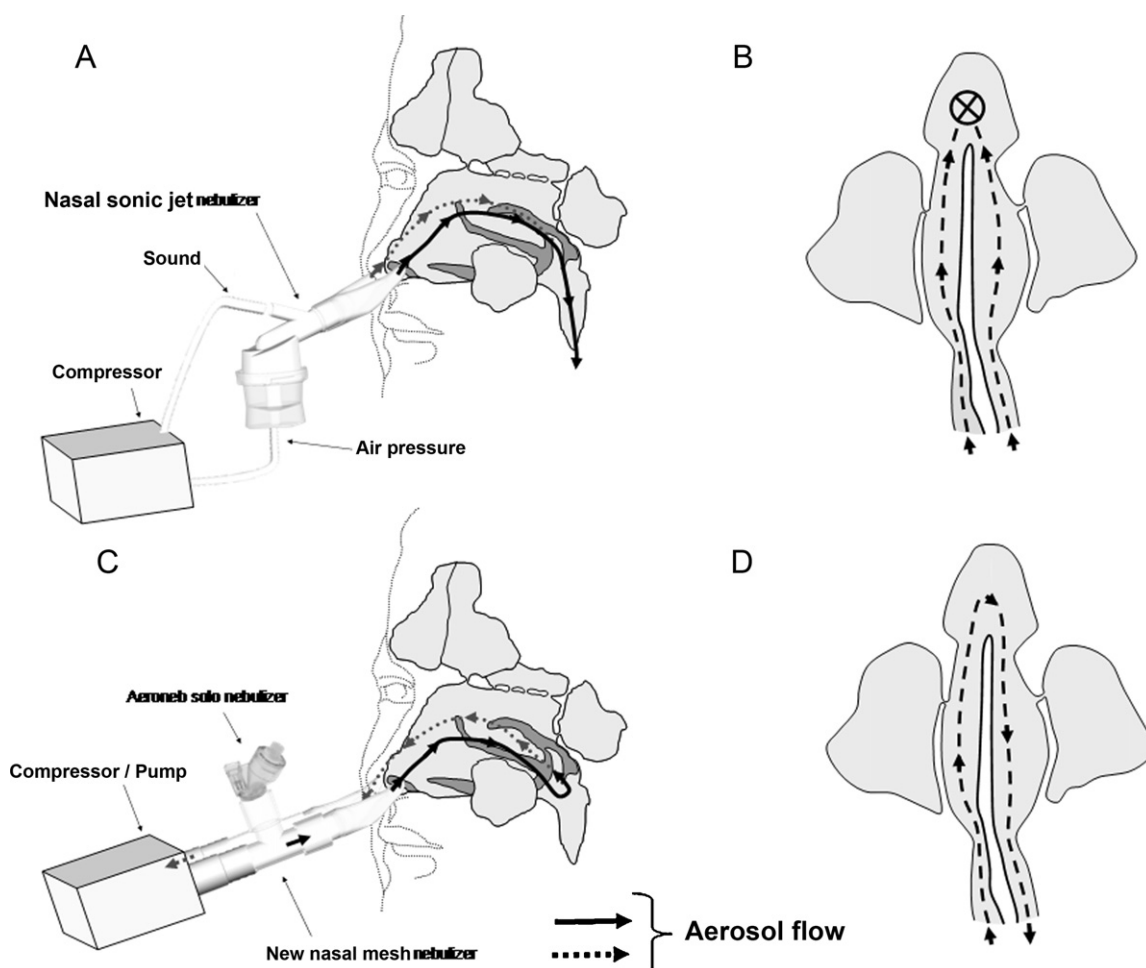 A
B
Nasal sonic jet nebulizer
Sound
Compressor
Air pressure
C
D
Aeroneb solo nebulizer
Compressor / Pump
New nasal mesh nebulizer
Aerosol flow